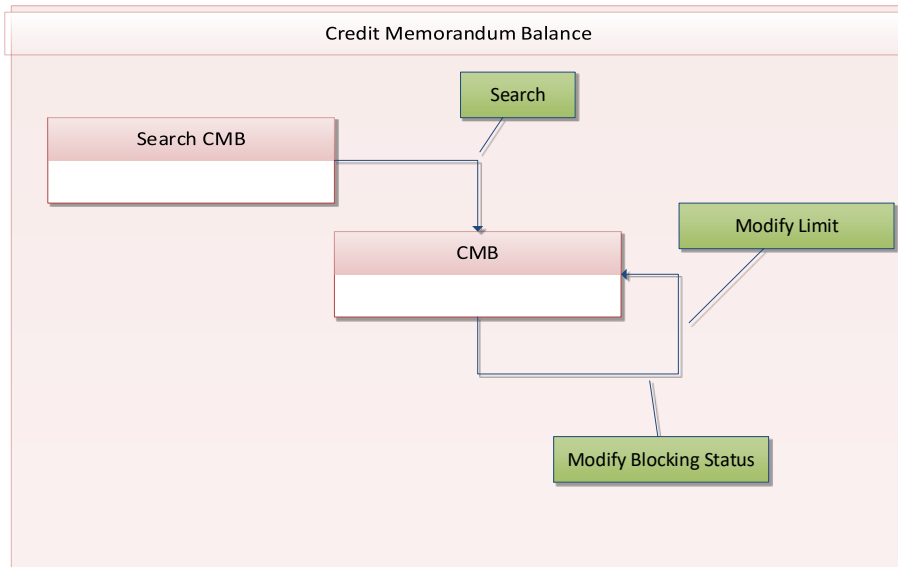 Credit Memorandum Balance
Search
Search CMB
Modify Limit
CMB
Modify Blocking Status